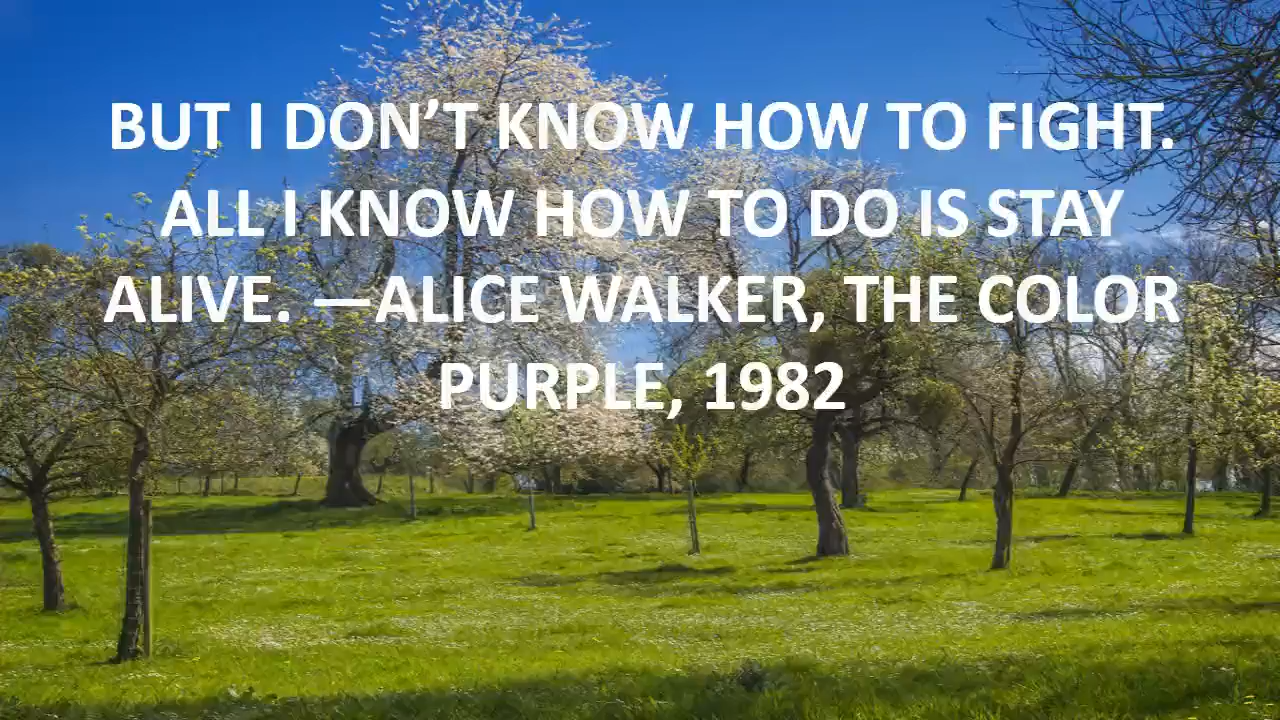 BUT I DON’T KNOW HOW TO FIGHT.
ALL I KNOW HOW TO DO IS STAY
ALIVE. —ALICE WALKER, THE COLOR
PURPLE, 1982